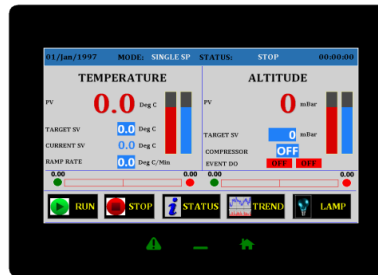 01/Jan/1997 MODE: SINGLE SP STATUS: STOP 00:00:00
TEMPERATURE ALTITUDE
PV 0.0 Deg C PV 0 mBar
TARGET SV 0.0 Deg C TARGET SV 0 mBar
CURRENT SV 0.0 Deg C COMPRESSOR OFF
RAMP RATE 0.0 Deg C/Min EVENT DO OFF OFF
0.00 0.00 0.00 0.00
RUN STOP i STATUS TREND LAMP